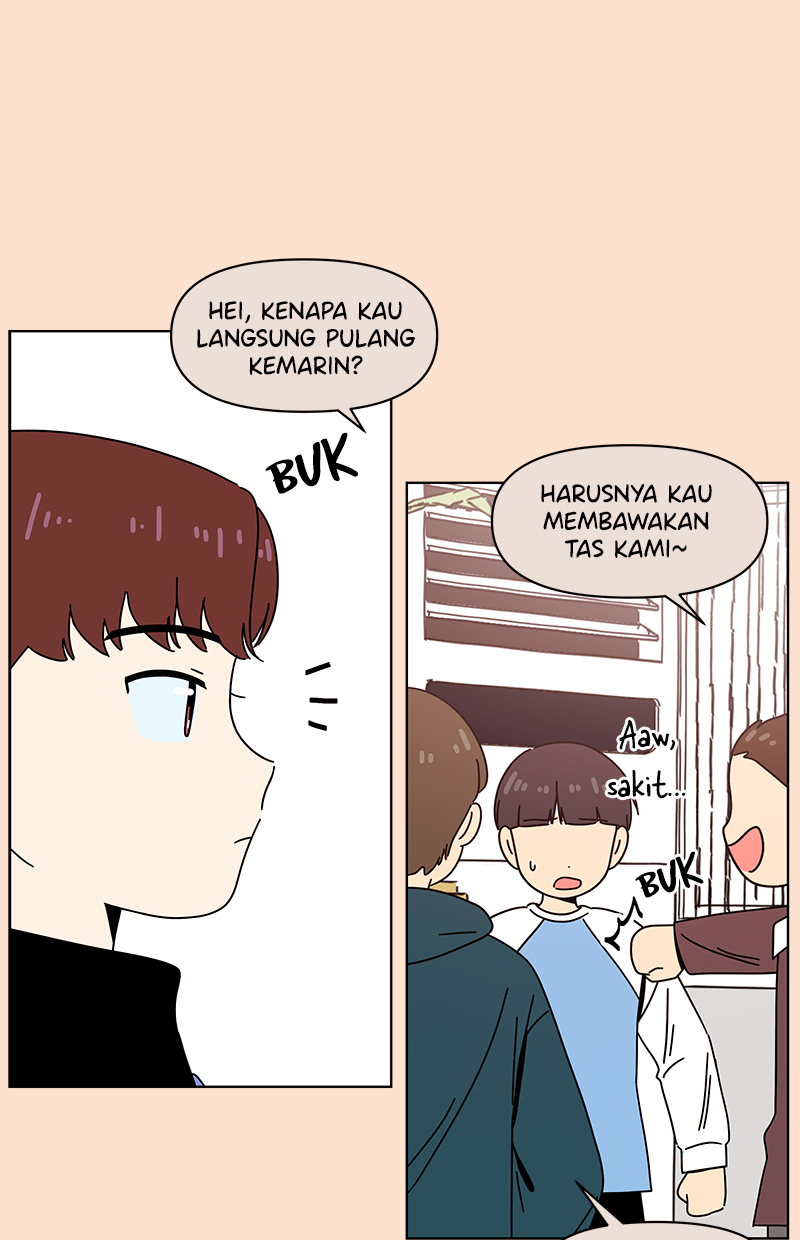 HEI, KENAPA KAU
LANGSUNG PULANG
KEMARIN?
BUK
HARUSNYA KAU
MEMBAWAKAN
TAS KAMI~
Aaw,
sakit...
BUK